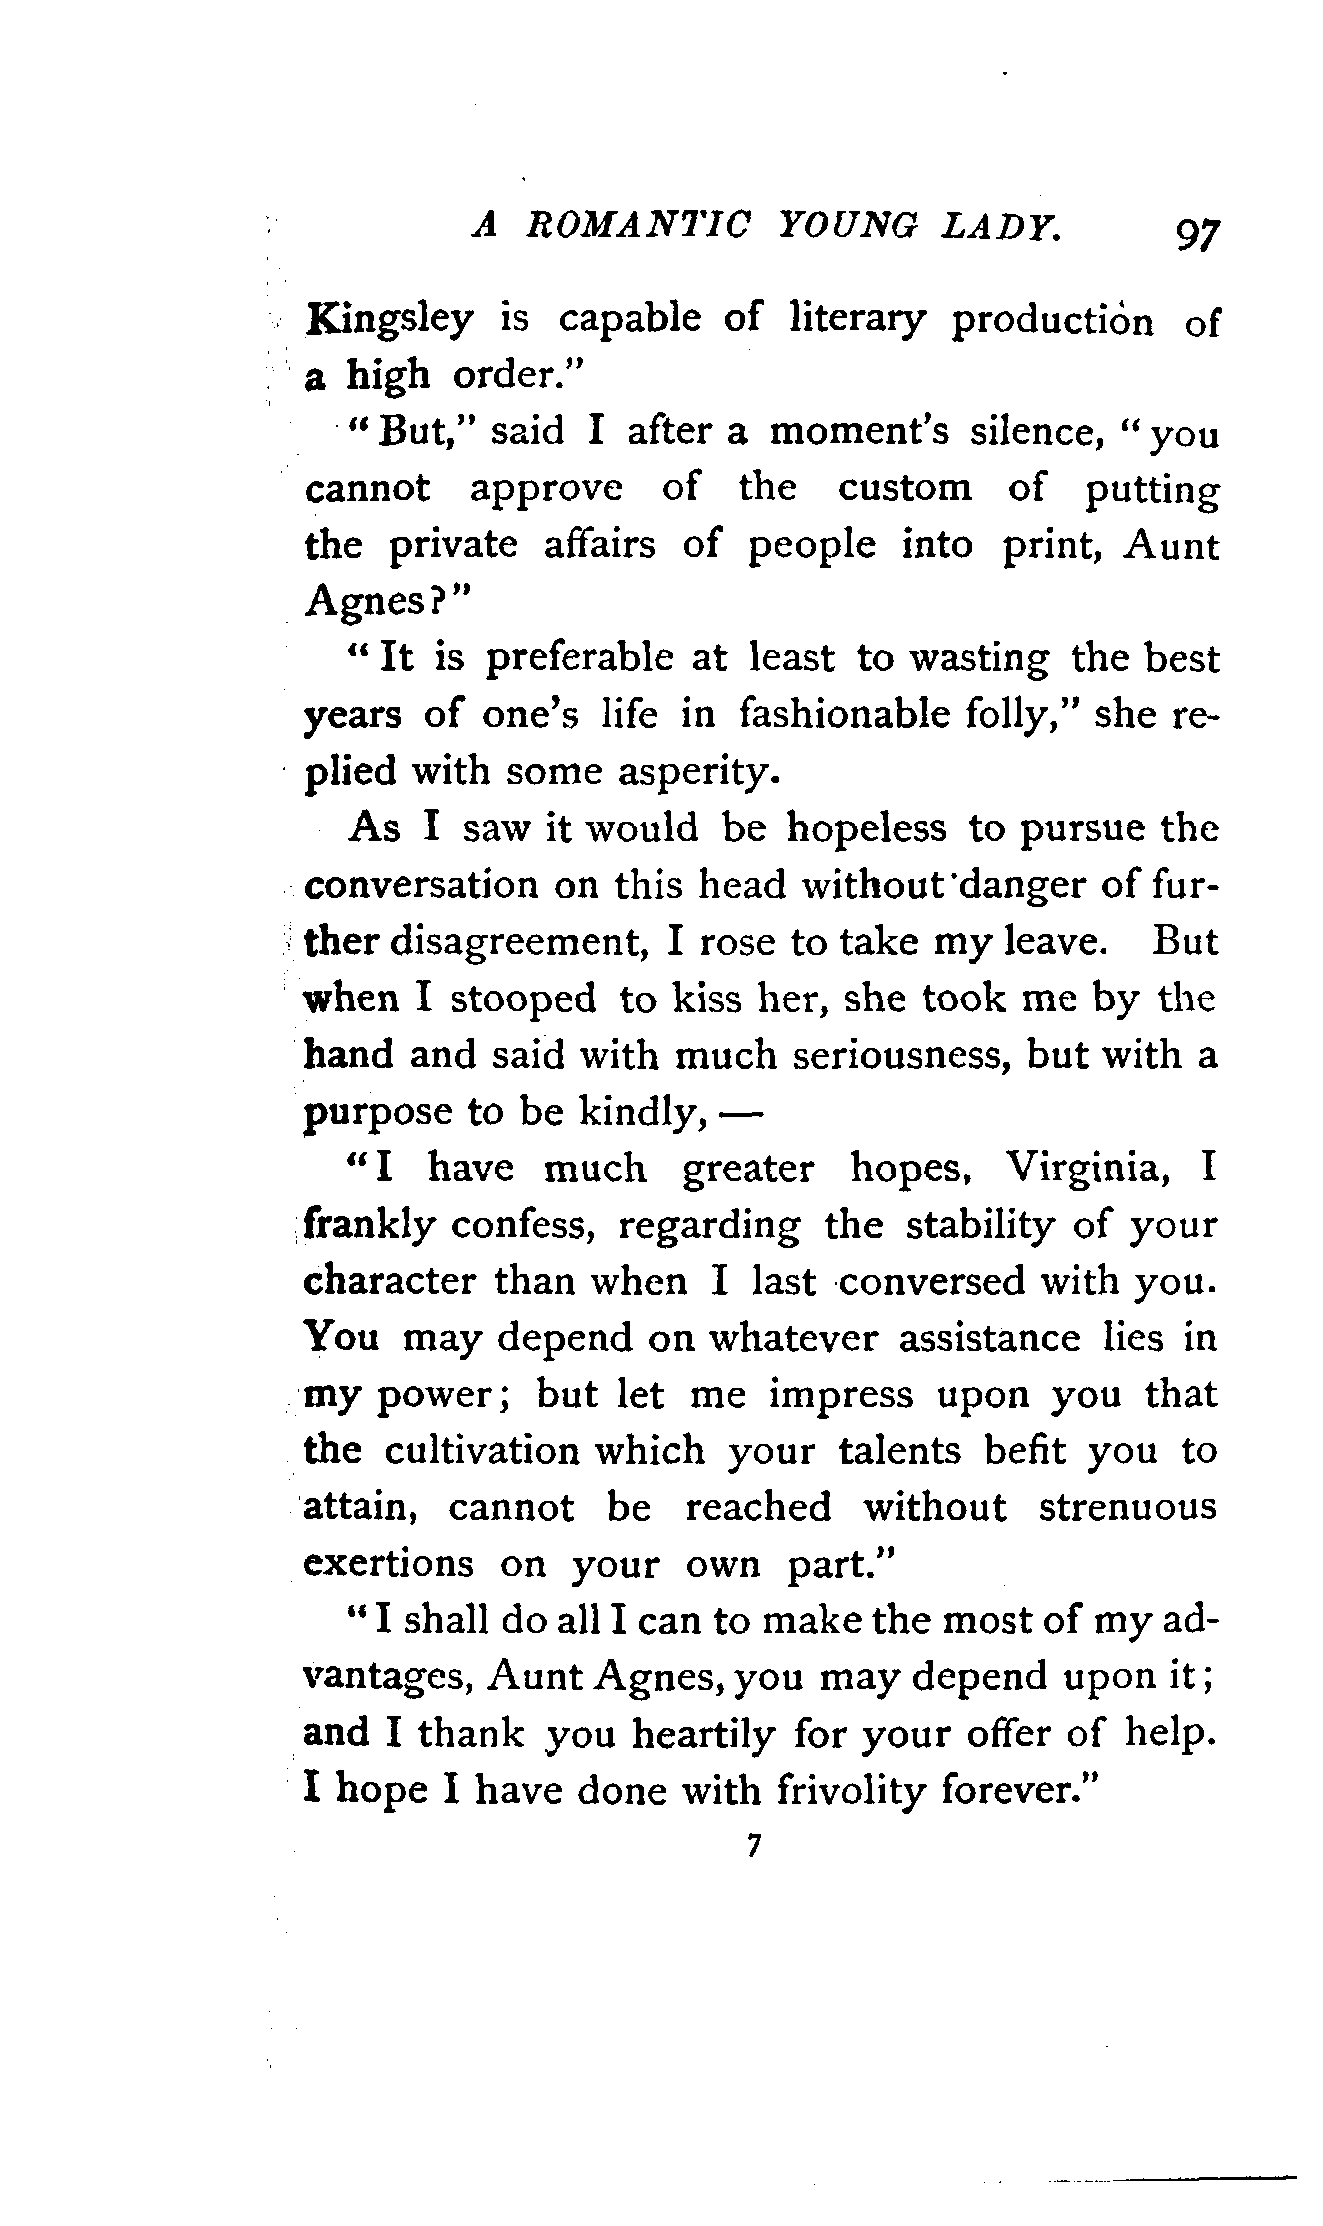 A ROMANTIC YOUNG LADY. 97
Kingsley is capable of literary production of
a high order."
"But," said I after a moment's silence, "you
cannot approve of the custom of putting
the private affairs of people into print, Aunt
Agnes?"
"It is preferable at least to wasting the best
years of one's life in fashionable folly," she re-
plied with some asperity.
As I saw it would be hopeless to pursue the
conversation on this head without danger of fur-
ther disagreement, I rose to take my leave. But
when I stooped to kiss her, she took me by the
hand and said with much seriousness, but with a
purpose to be kindly, —
"I have much greater hopes, Virginia, I
frankly confess, regarding the stability of your
character than when I last conversed with you.
You may depend on whatever assistance lies in
my power; but let me impress upon you that
the cultivation which your talents befit you to
attain, cannot be reached without strenuous
exertions on your own part."
"I shall do all I can to make the most of my ad-
vantages, Aunt Agnes, you may depend upon it;
and I thank you heartily for your offer of help.
I hope I have done with frivolity forever."
7